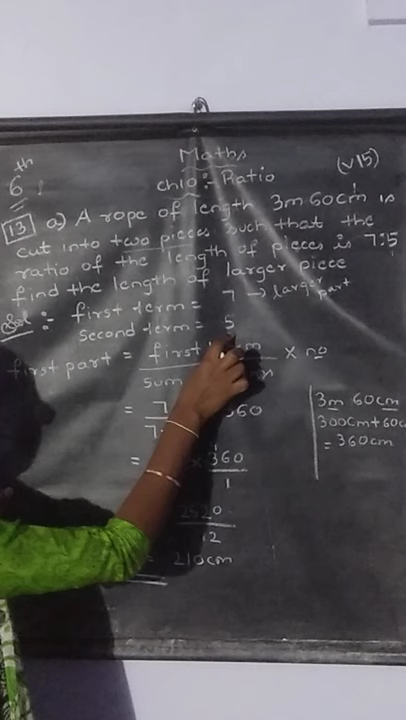 6th
Maths
(V15)
ch10:- Ratio
13 a) A rope of length 3m 60cm is
cut into two pieces such that the
ratio of the length of pieces is 7:5
find the length of larger piece
Sol: first term = 7 → larger part
second term = 5
first part = first × no
sum
= 7 360
7
3m 60cm
300cm+60c
= 360cm
= × 360
1
2520
12
210cm